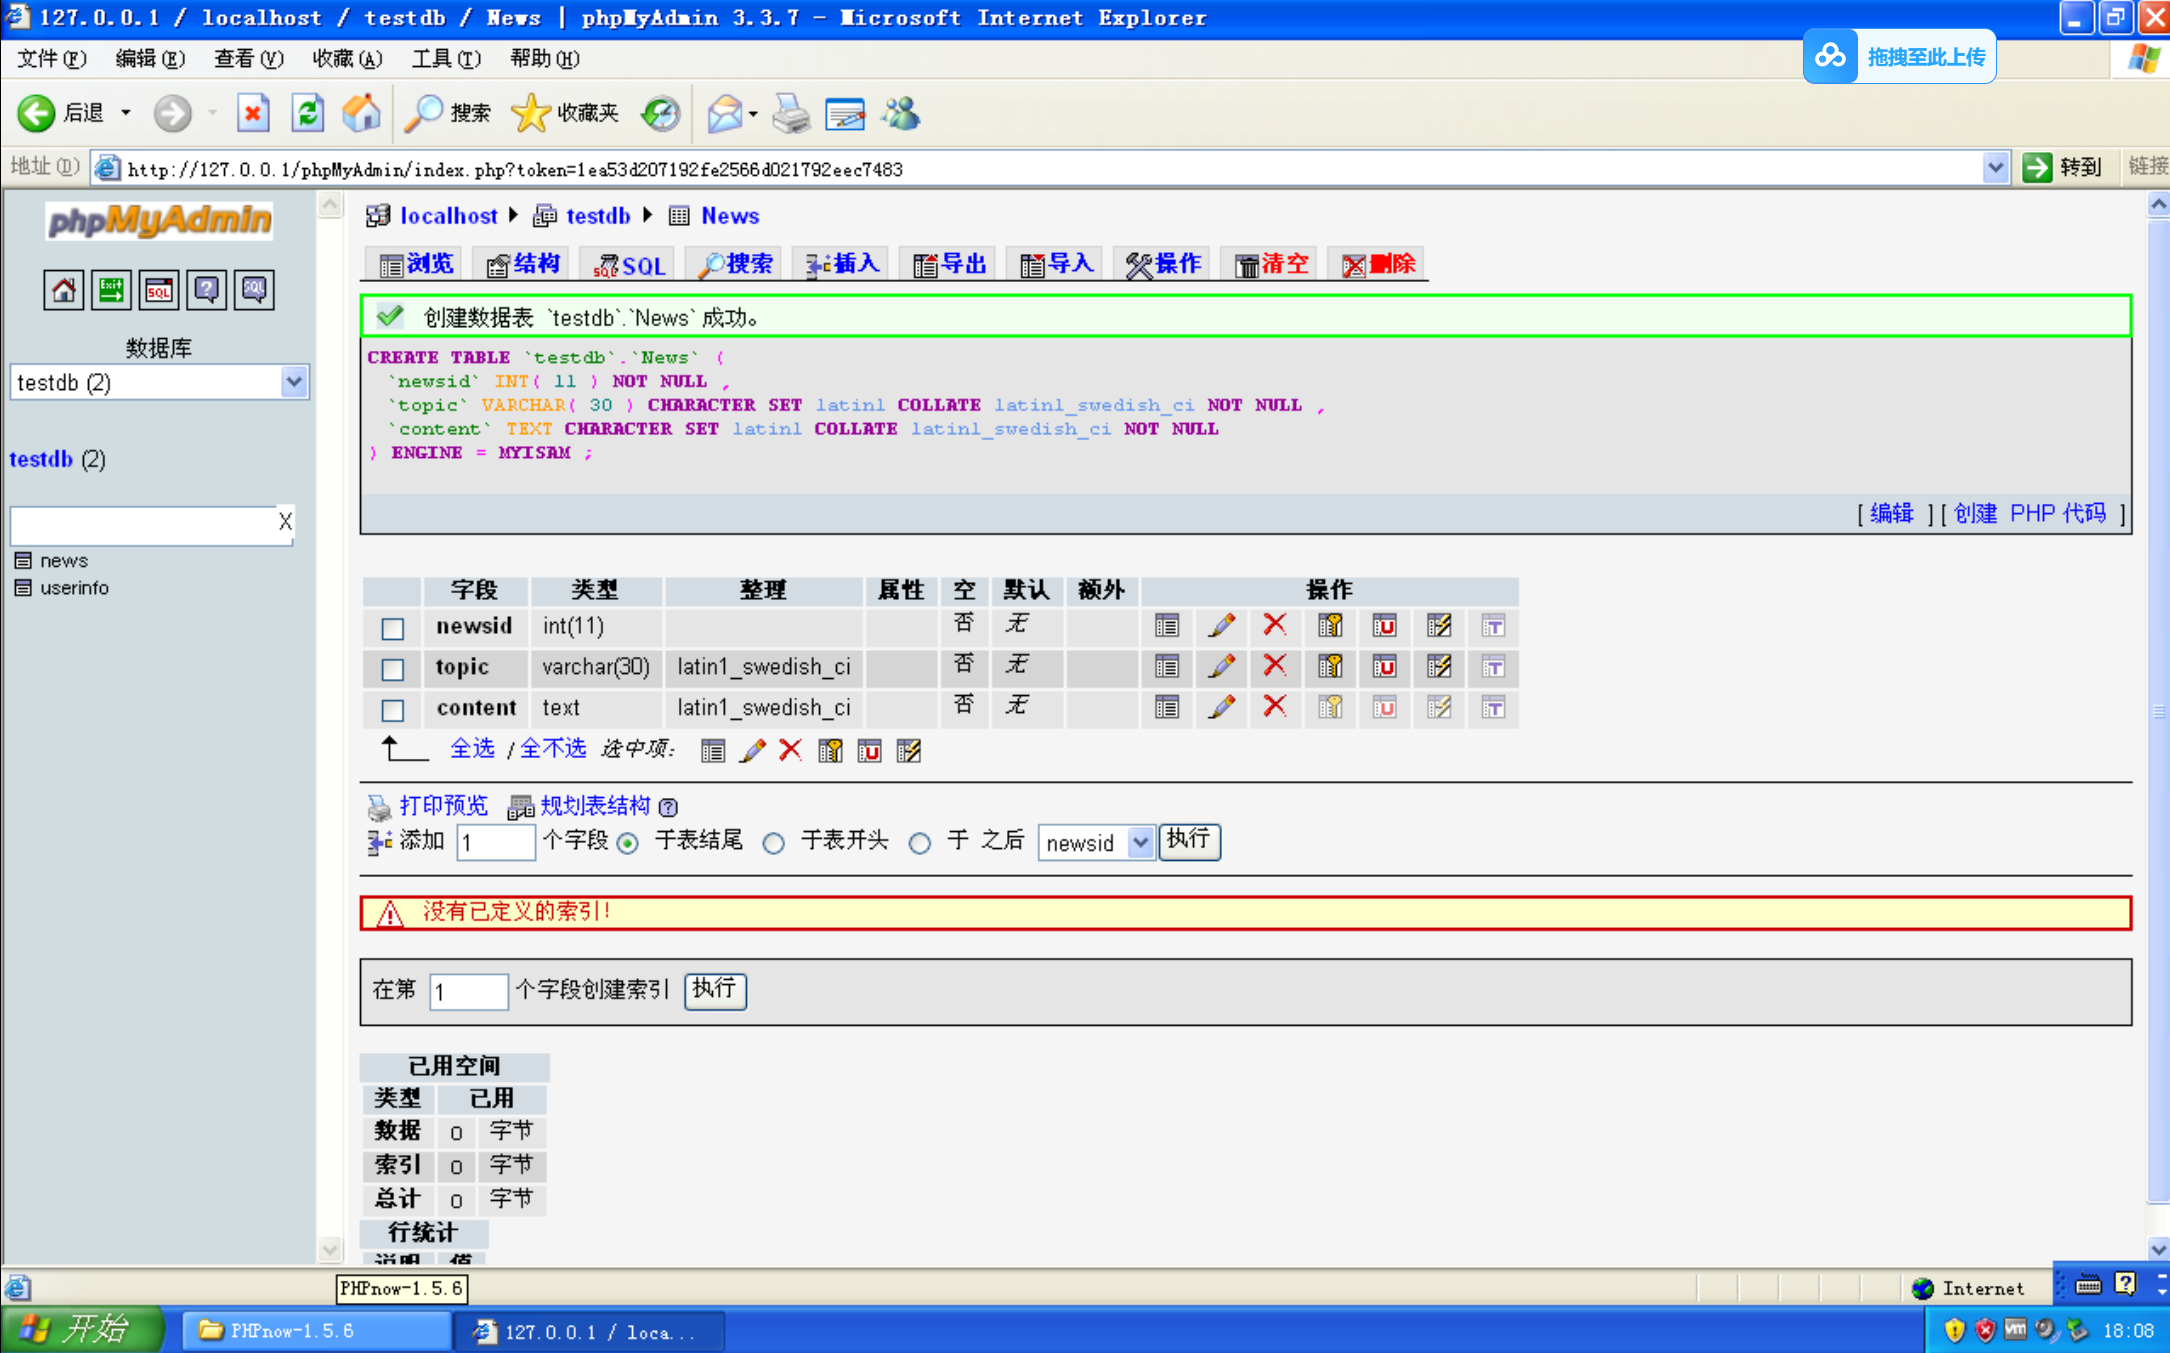 127.0.0.1 / localhost / testdb / News | phpMyAdmin 3.3.7 - Microsoft Internet Explorer
文件(F) 编辑(E) 查看(V) 收藏(A) 工具(T) 帮助(H)
拖拽至此上传
后退 搜索 收藏夹
地址(D) http://127.0.0.1/phpMyAdmin/index.php?token=1ea53d207192fe2566d021792eec7483 转到 链接
phpMyAdmin
Exit SQL ? SQL
数据库
testdb (2)
testdb (2)
X
news
userinfo
localhost testdb News
浏览 结构 SQL 搜索 插入 导出 导入 操作 清空 删除
创建数据表 `testdb`.`News` 成功。
CREATE TABLE `testdb`.`News` (
`newsid` INT( 11 ) NOT NULL ,
`topic` VARCHAR( 30 ) CHARACTER SET latin1 COLLATE latin1_swedish_ci NOT NULL ,
`content` TEXT CHARACTER SET latin1 COLLATE latin1_swedish_ci NOT NULL
) ENGINE = MYISAM ;
[ 编辑 ] [ 创建 PHP 代码 ]
字段 类型 整理 属性 空 默认 额外 操作
newsid int(11) 否 无
topic varchar(30) latin1_swedish_ci 否 无
content text latin1_swedish_ci 否 无
全选 / 全不选 选中项:
打印预览 规划表结构 ?
添加 1 个字段 于表结尾 于表开头 于 之后 newsid 执行
没有已定义的索引!
在第 1 个字段创建索引 执行
已用空间
类型 已用
数据 0 字节
索引 0 字节
总计 0 字节
行统计
说明 值
PHPnow-1.5.6
Internet
开始 PHPnow-1.5.6 127.0.0.1 / loca... 18:08